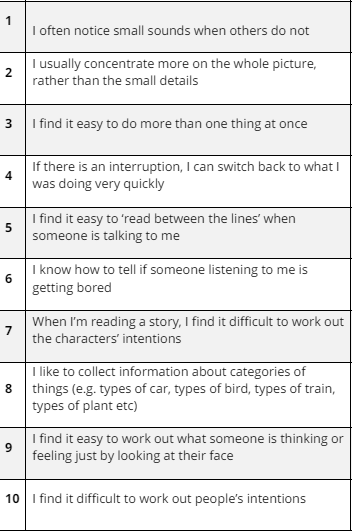 1
I often notice small sounds when others do not
2
I usually concentrate more on the whole picture,
rather than the small details
3
I find it easy to do more than one thing at once
4
If there is an interruption, I can switch back to what I
was doing very quickly
5
I find it easy to ‘read between the lines’ when
someone is talking to me
6
I know how to tell if someone listening to me is
getting bored
7
When I’m reading a story, I find it difficult to work out
the characters’ intentions
8
I like to collect information about categories of
things (e.g. types of car, types of bird, types of train,
types of plant etc)
9
I find it easy to work out what someone is thinking or
feeling just by looking at their face
10
I find it difficult to work out people’s intentions